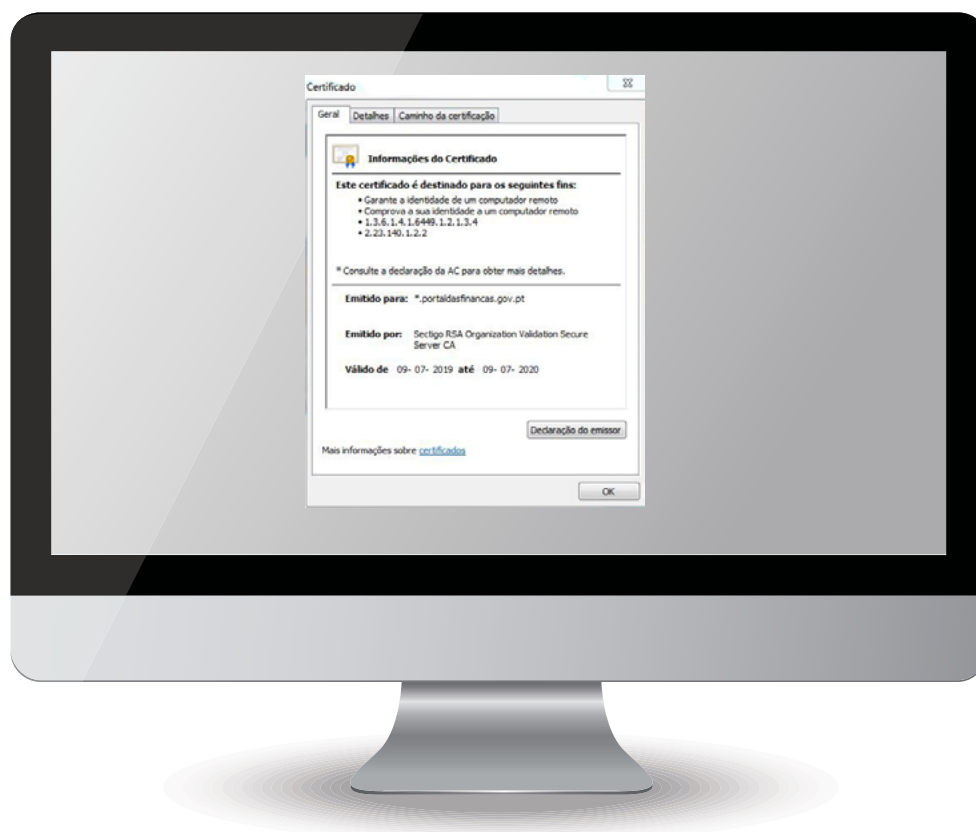 Certificado
Geral Detalhes Caminho da certificação
Informações do Certificado
Este certificado é destinado para os seguintes fins:
• Garante a identidade de um computador remoto
• Comprova a sua identidade a um computador remoto
• 1.3.6.1.4.1.6449.1.2.1.3.4
• 2.23.140.1.2.2
* Consulte a declaração da AC para obter mais detalhes.
Emitido para: *.portaldasfinancas.gov.pt
Emitido por: Sectigo RSA Organization Validation Secure
Server CA
Válido de 09- 07- 2019 até 09- 07- 2020
Declaração do emissor
Mais informações sobre certificados
OK